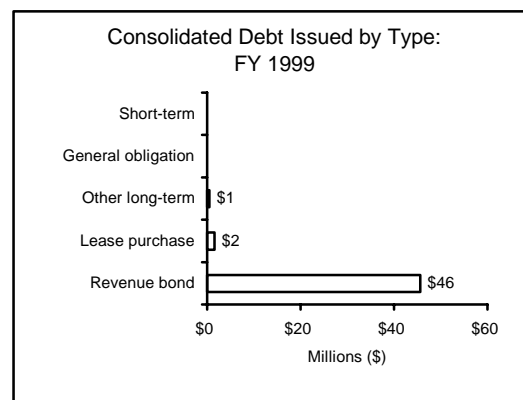 Consolidated Debt Issued by Type:
FY 1999
Short-term
General obligation
Other long-term $1
Lease purchase $2
Revenue bond $46
$0 $20 $40 $60
Millions ($)